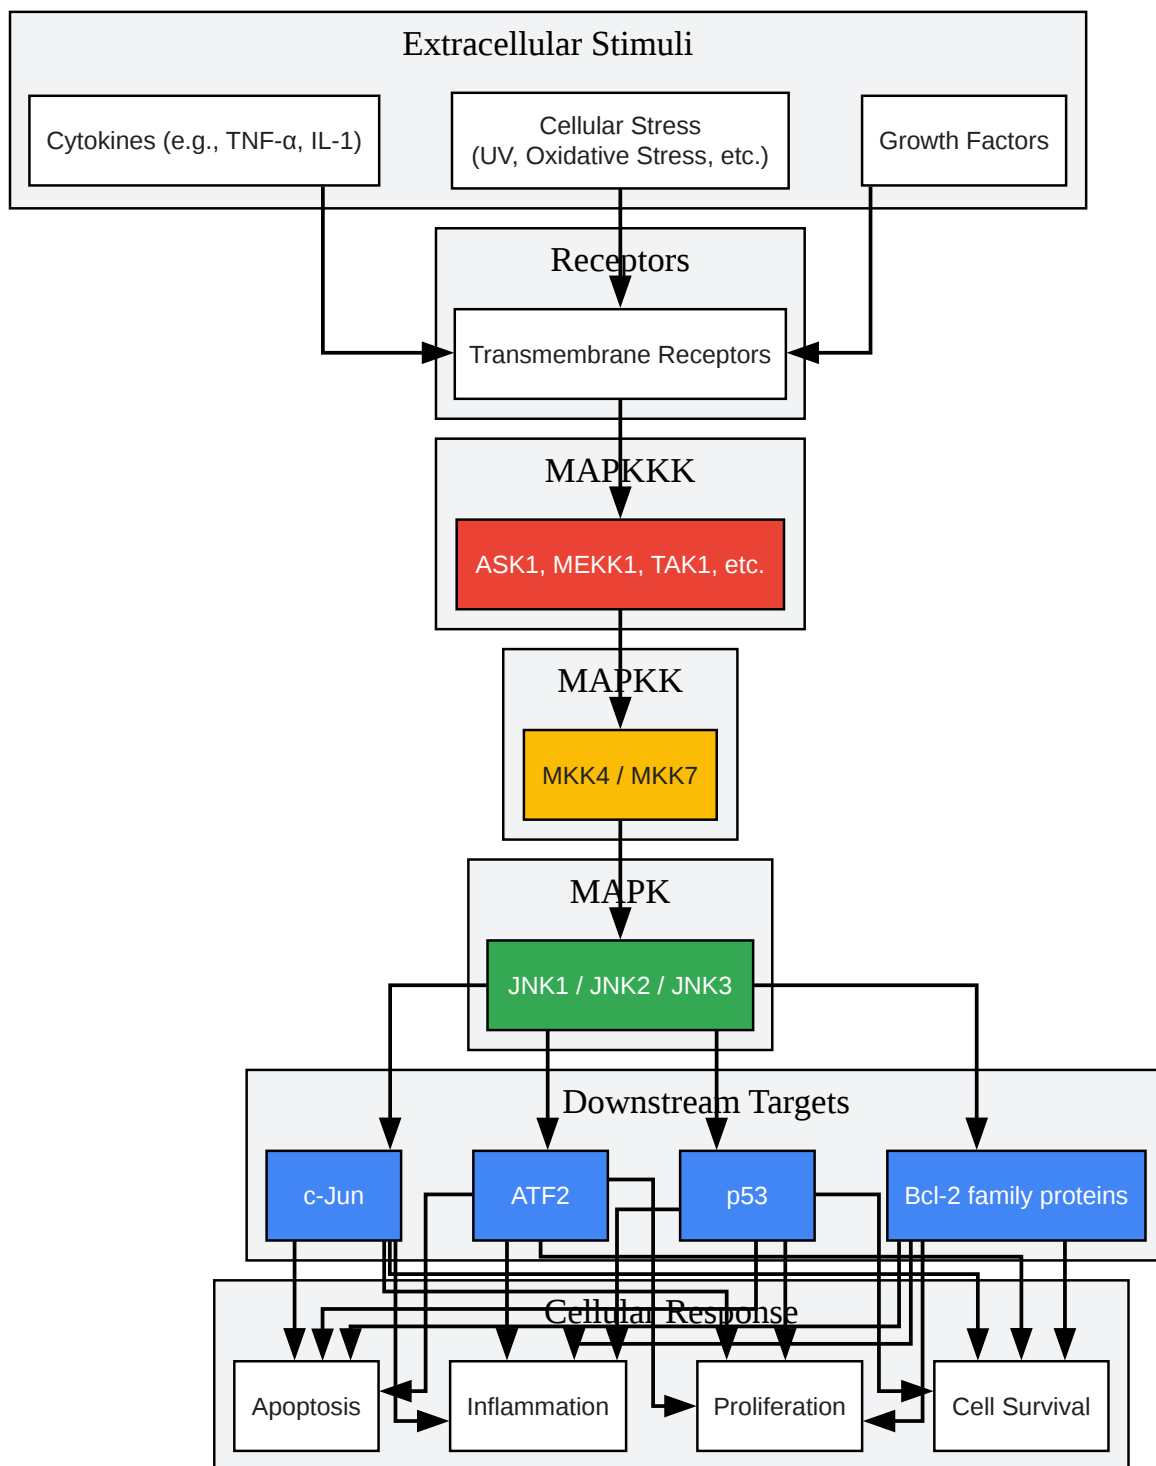 Extracellular Stimuli
Cytokines (e.g., TNF-α, IL-1)
Cellular Stress
(UV, Oxidative Stress, etc.)
Growth Factors
Receptors
Transmembrane Receptors
MAPKKK
ASK1, MEKK1, TAK1, etc.
MAPKK
MKK4 / MKK7
MAPK
JNK1 / JNK2 / JNK3
Downstream Targets
c-Jun
ATF2
p53
Bcl-2 family proteins
Cellular Response
Apoptosis
Inflammation
Proliferation
Cell Survival